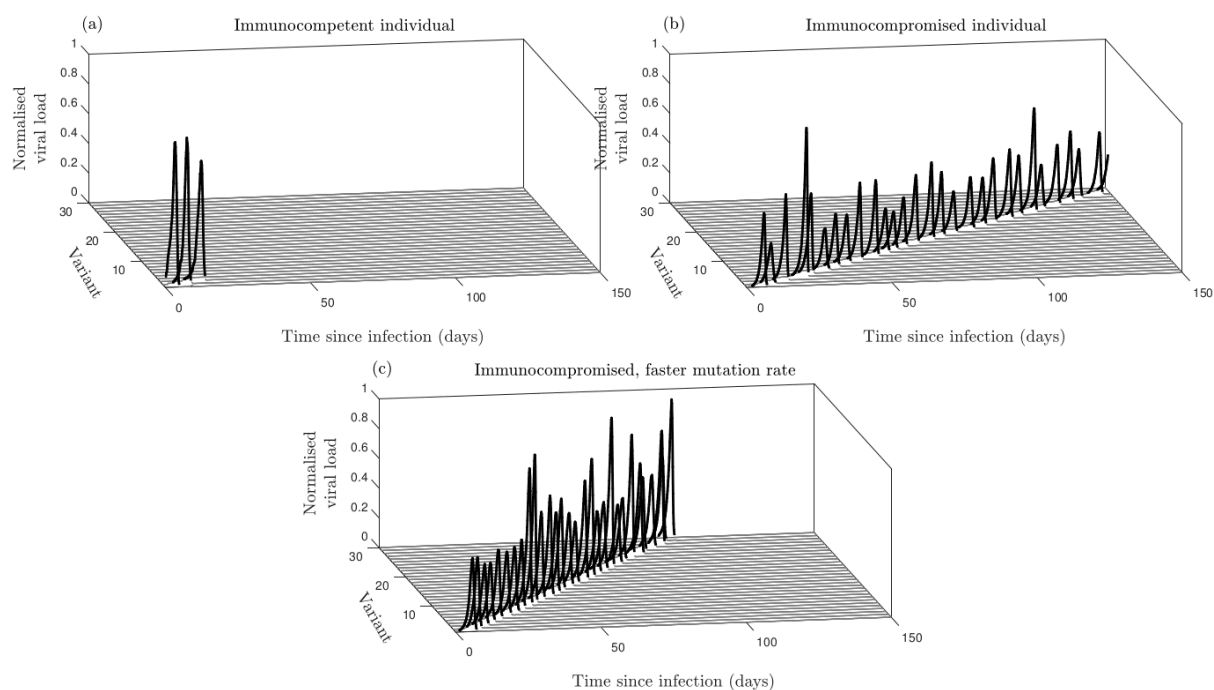 (a)
Immunocompetent individual
1
0.8
0.6
0.4
0.2
0
Normalised
viral load
30
20
10
Variant
0
50
100
150
Time since infection (days)
(b)
Immunocompromised individual
1
0.8
0.6
0.4
0.2
0
Normalised
viral load
30
20
10
Variant
0
50
100
150
Time since infection (days)
(c)
Immunocompromised, faster mutation rate
1
0.8
0.6
0.4
0.2
0
Normalised
viral load
30
20
10
Variant
0
50
100
150
Time since infection (days)